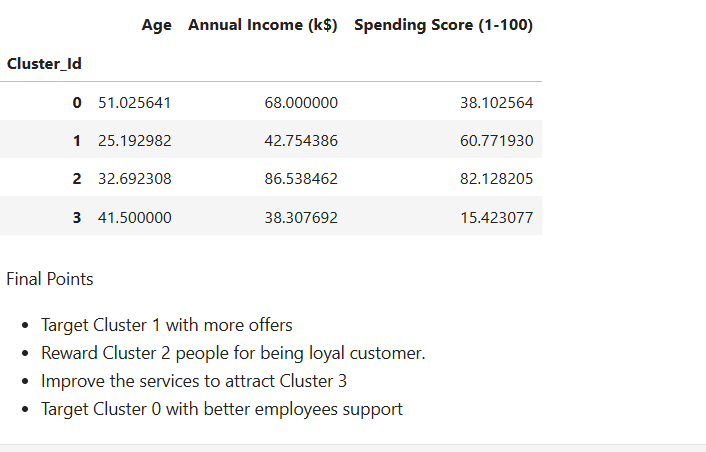 Age Annual Income (k$) Spending Score (1-100)
Cluster_Id
0 51.025641 68.000000 38.102564
1 25.192982 42.754386 60.771930
2 32.692308 86.538462 82.128205
3 41.500000 38.307692 15.423077
Final Points
• Target Cluster 1 with more offers
• Reward Cluster 2 people for being loyal customer.
• Improve the services to attract Cluster 3
• Target Cluster 0 with better employees support